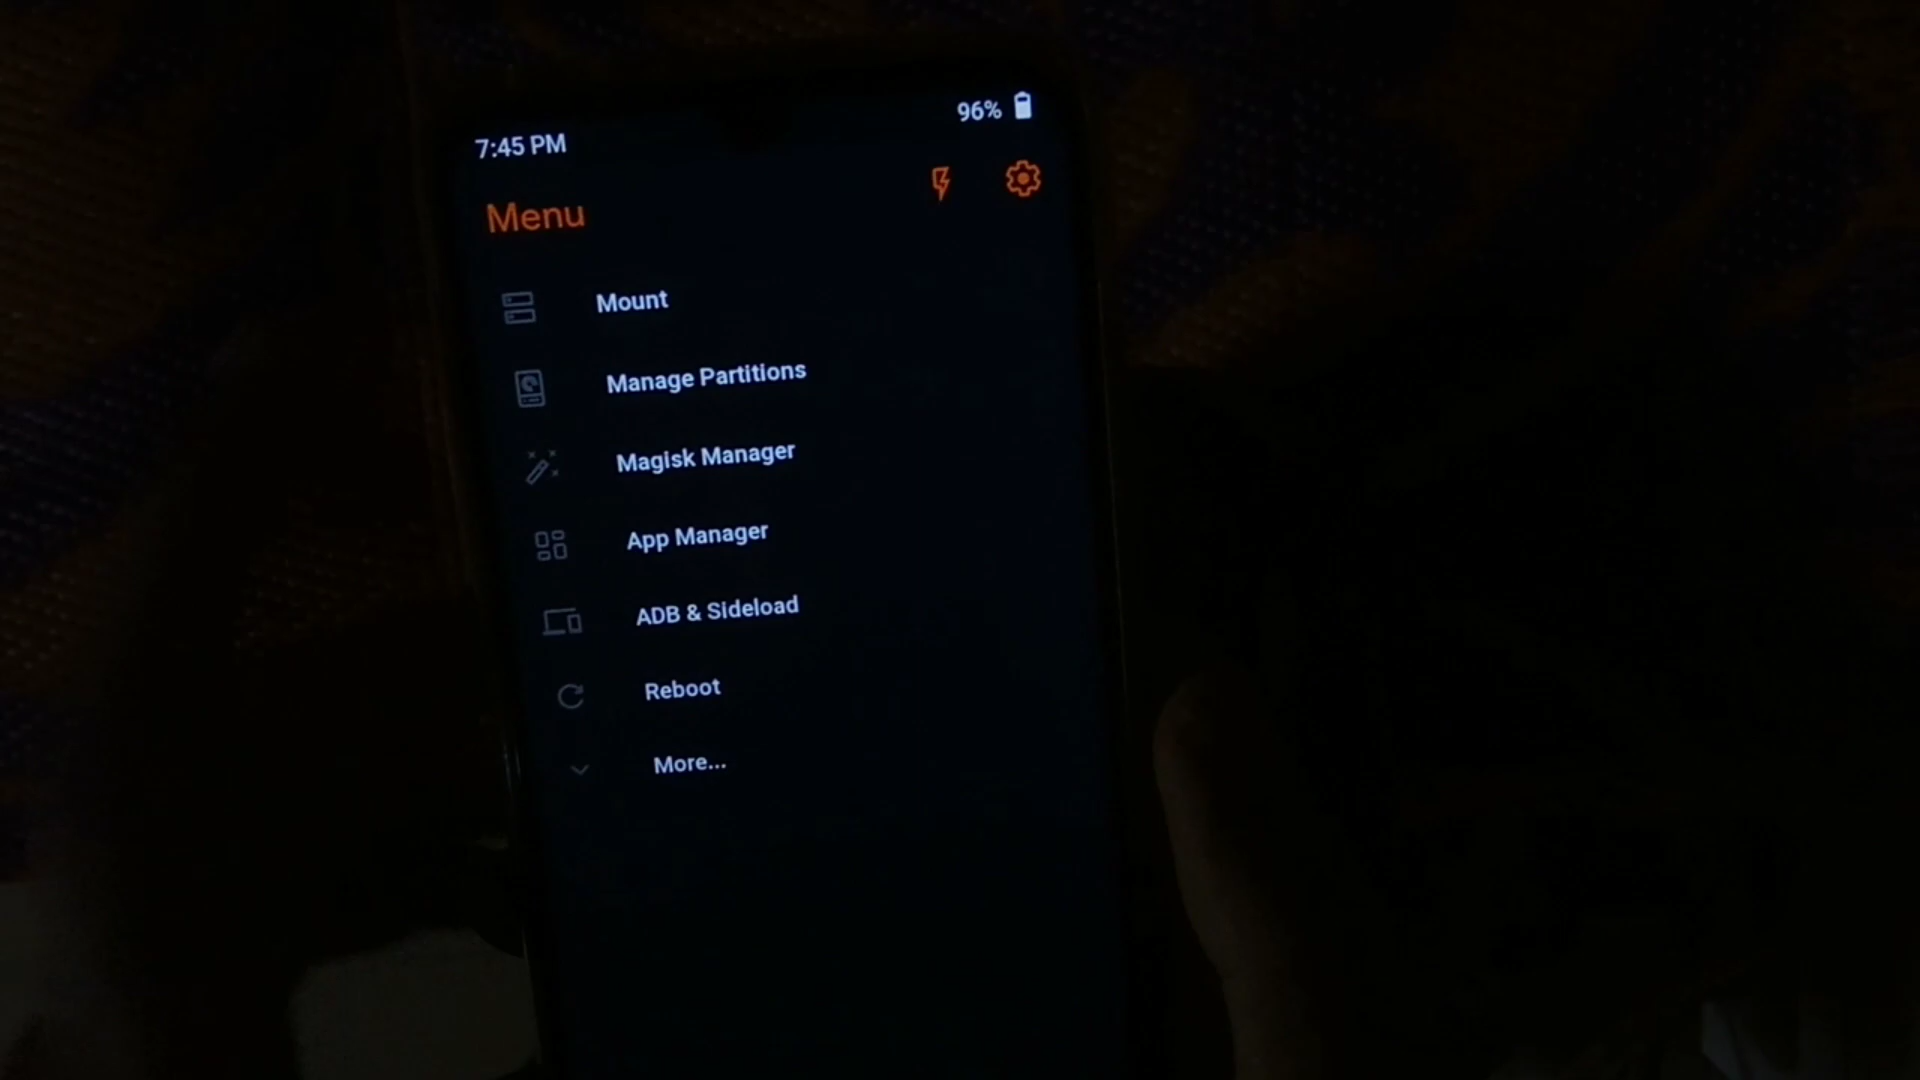 7:45 PM
96%
Menu
Mount
Manage Partitions
Magisk Manager
App Manager
ADB & Sideload
Reboot
More...